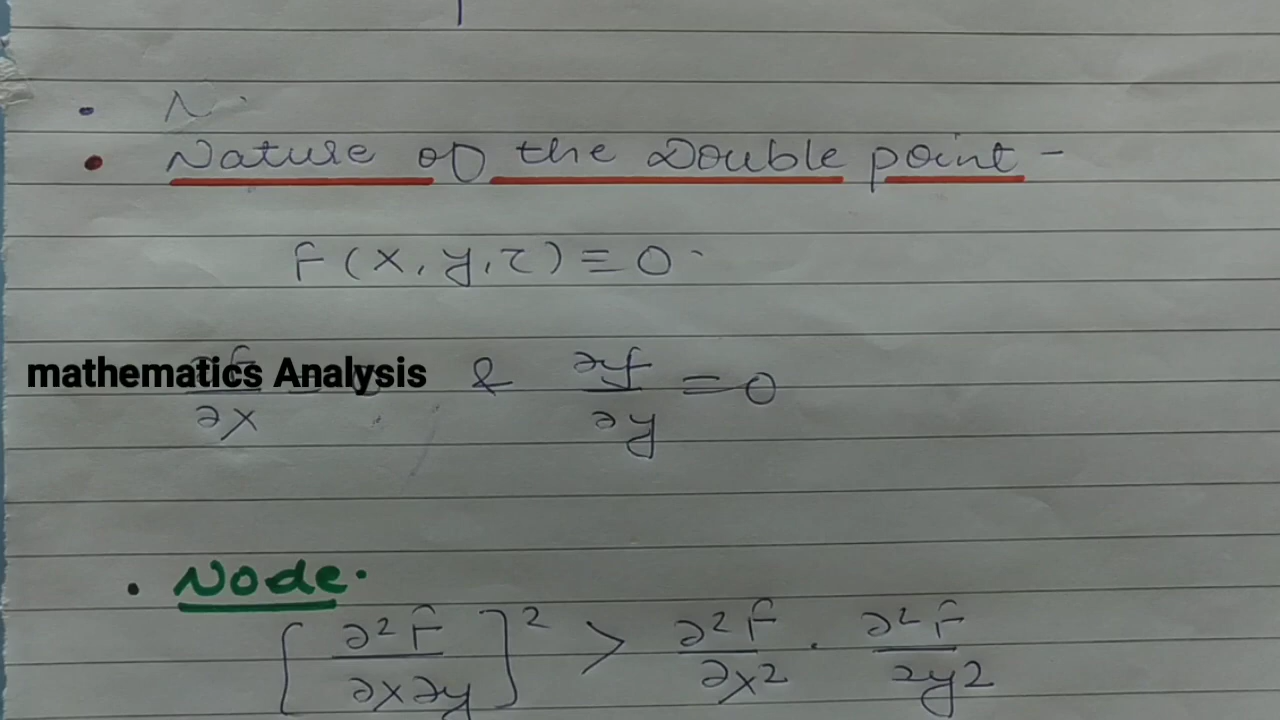 • N
• Nature of the Double point -
F(x, y, z) = 0.
mathematics Analysis & ∂f/∂y = 0
∂x
• Node.
[∂²F/∂x∂y]² > ∂²F/∂x² . ∂²F/∂y²